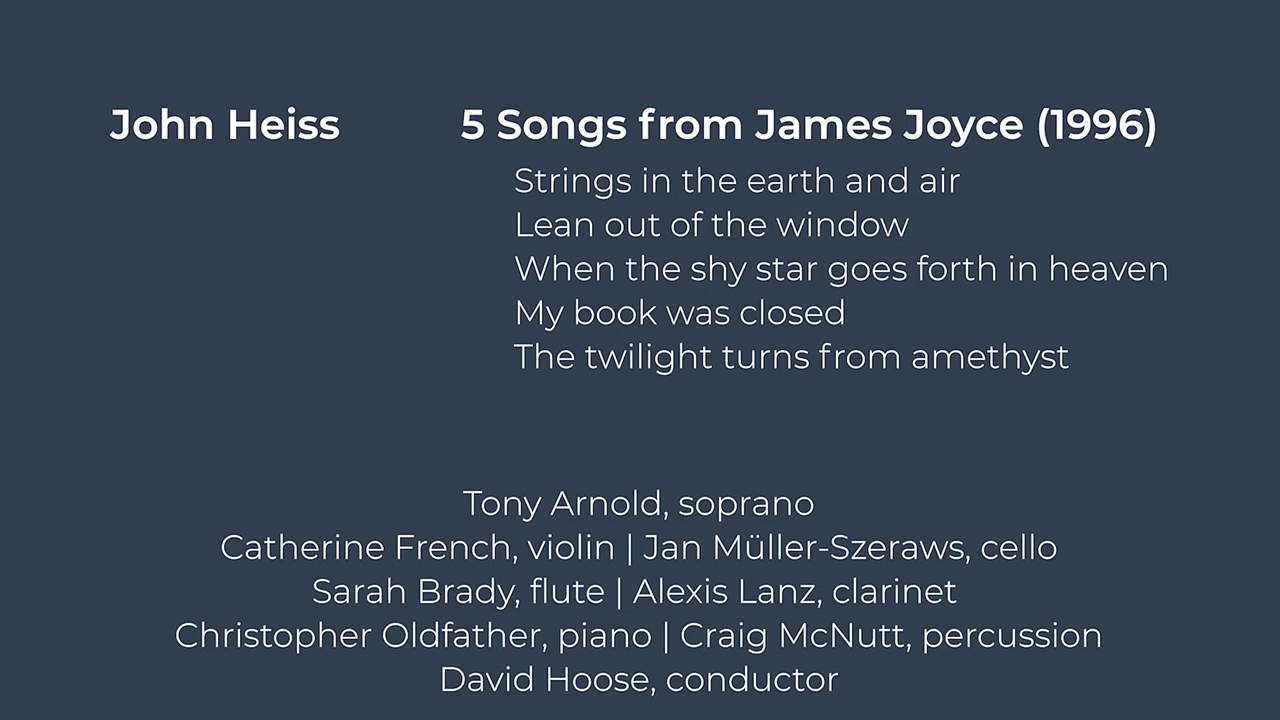 John Heiss 5 Songs from James Joyce (1996)
Strings in the earth and air
Lean out of the window
When the shy star goes forth in heaven
My book was closed
The twilight turns from amethyst
Tony Arnold, soprano
Catherine French, violin | Jan Müller-Szeraws, cello
Sarah Brady, flute | Alexis Lanz, clarinet
Christopher Oldfather, piano | Craig McNutt, percussion
David Hoose, conductor